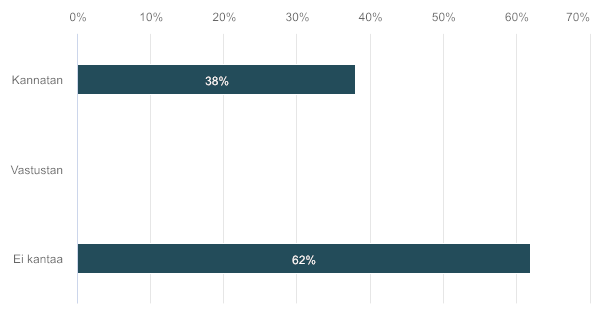 0% 10% 20% 30% 40% 50% 60% 70%
Kannatan 38%
Vastustan
Ei kantaa 62%